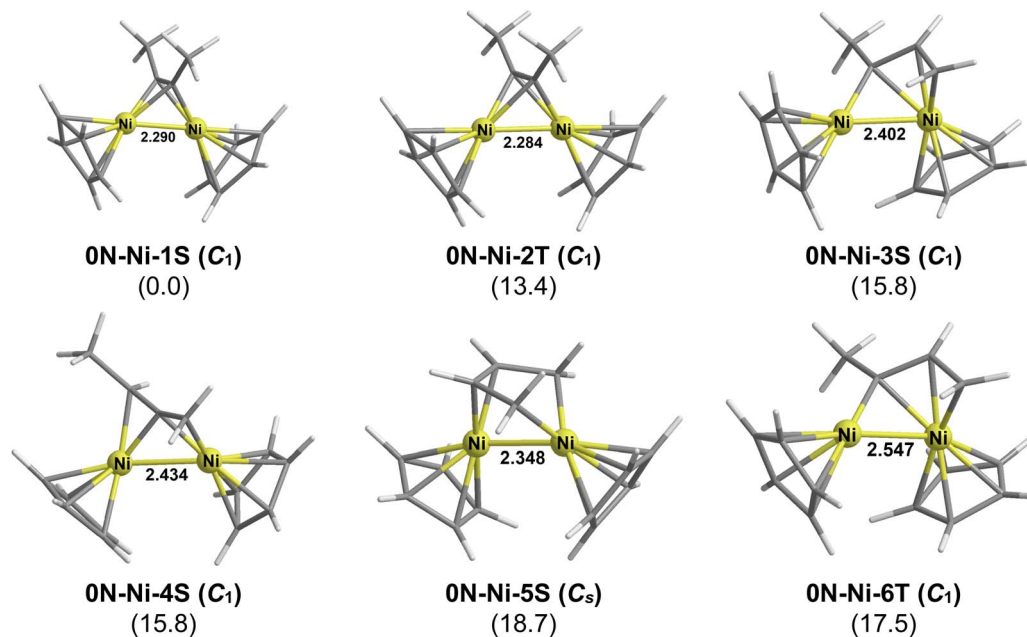 Ni Ni
2.290
0N-Ni-1S (C₁)
(0.0)
Ni Ni
2.284
0N-Ni-2T (C₁)
(13.4)
Ni Ni
2.402
0N-Ni-3S (C₁)
(15.8)
Ni Ni
2.434
0N-Ni-4S (C₁)
(15.8)
Ni Ni
2.348
0N-Ni-5S (Cₛ)
(18.7)
Ni Ni
2.547
0N-Ni-6T (C₁)
(17.5)